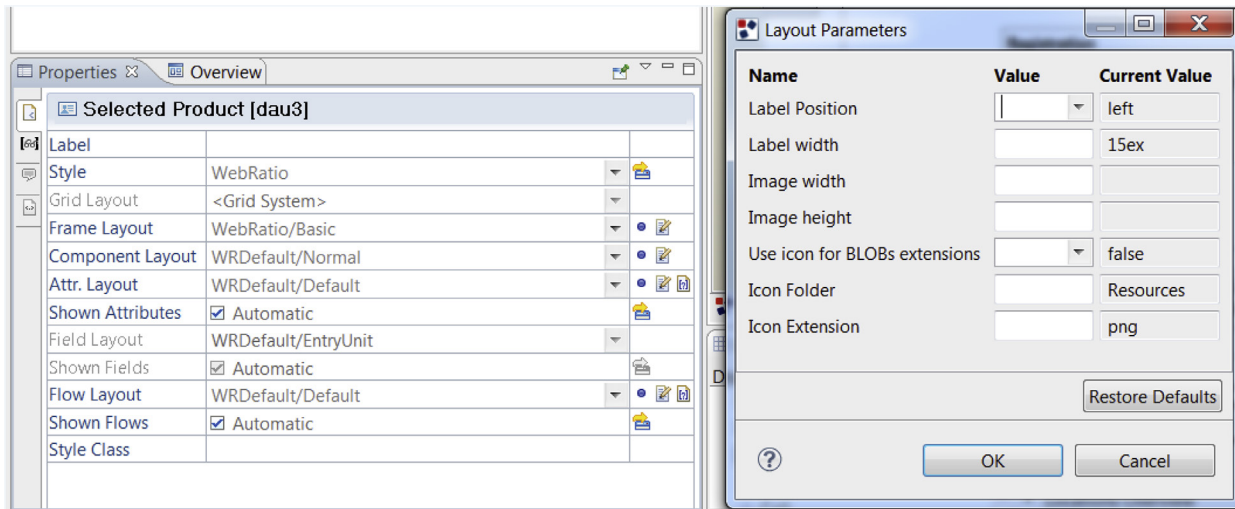 Properties Overview
Selected Product [dau3]
Label
Style WebRatio
Grid Layout <Grid System>
Frame Layout WebRatio/Basic
Component Layout WRDefault/Normal
Attr. Layout WRDefault/Default
Shown Attributes Automatic
Field Layout WRDefault/EntryUnit
Shown Fields Automatic
Flow Layout WRDefault/Default
Shown Flows Automatic
Style Class
Layout Parameters
Name Value Current Value
Label Position left
Label width 15ex
Image width
Image height
Use icon for BLOBs extensions false
Icon Folder Resources
Icon Extension png
Restore Defaults
OK Cancel